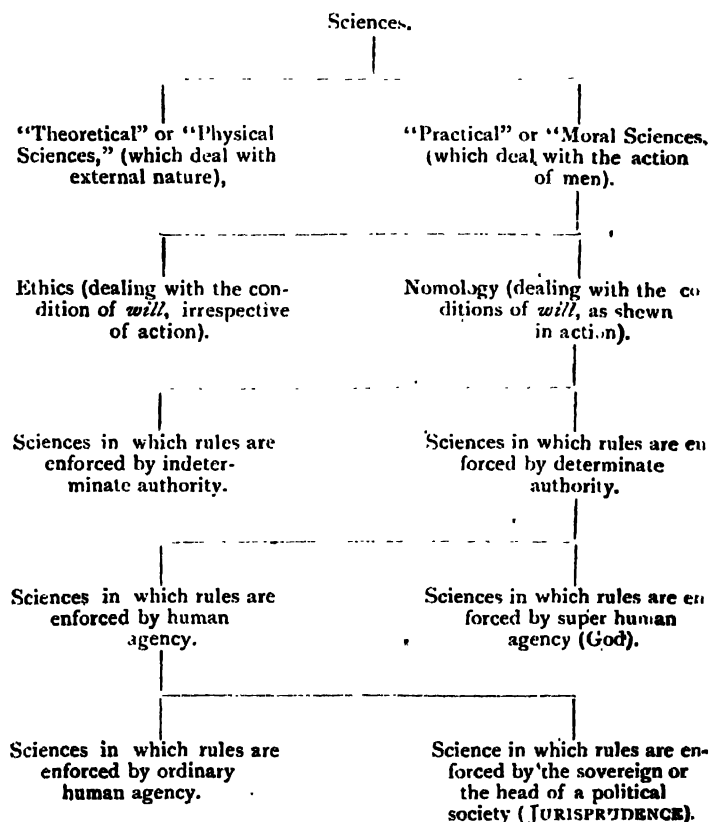 Sciences.
"Theoretical" or "Physical
Sciences," (which deal with
external nature),
"Practical" or "Moral Sciences,
(which deal with the action
of men).
Ethics (dealing with the con-
dition of will, irrespective
of action).
Nomology (dealing with the co
ditions of will, as shewn
in action).
Sciences in which rules are
enforced by indeter-
minate authority.
Sciences in which rules are en
forced by determinate
authority.
Sciences in which rules are
enforced by human
agency.
Sciences in which rules are en
forced by super human
agency (God).
Sciences in which rules are
enforced by ordinary
human agency.
Science in which rules are en-
forced by the sovereign or
the head of a political
society (JURISPRUDENCE).